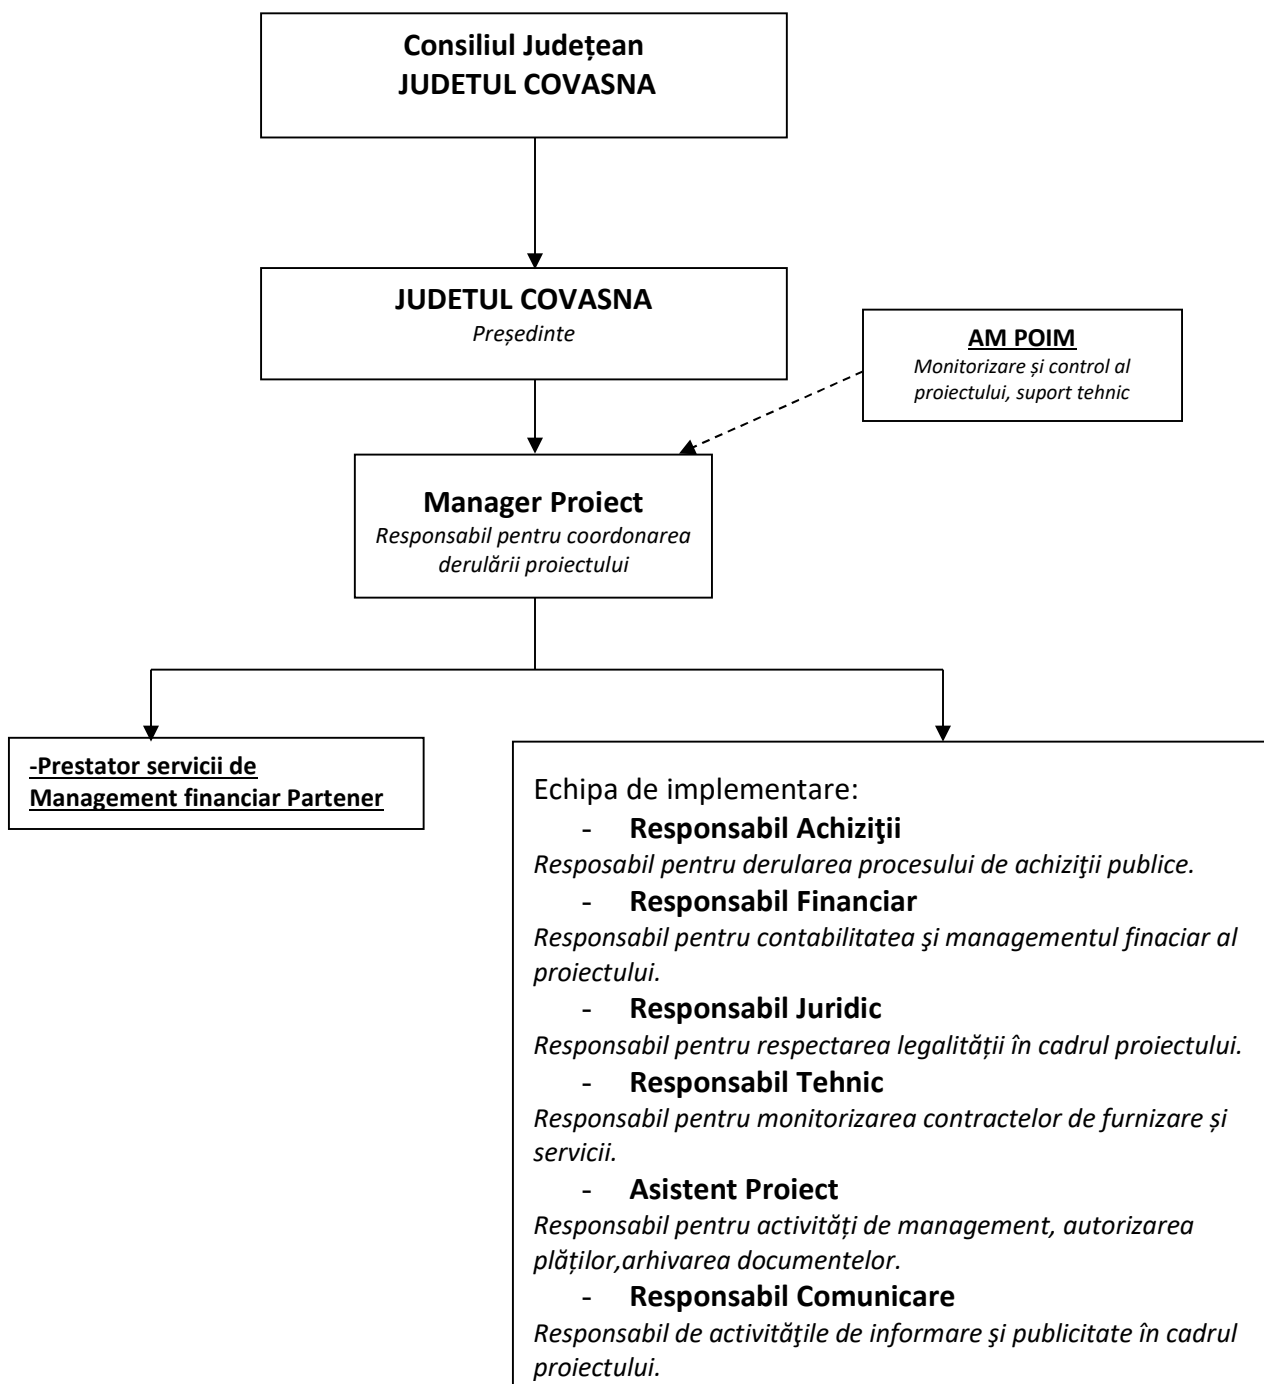 Consiliul Județean
JUDETUL COVASNA
JUDETUL COVASNA
Președinte
AM POIM
Monitorizare și control al
proiectului, suport tehnic
Manager Proiect
Responsabil pentru coordonarea
derulării proiectului
-Prestator servicii de
Management financiar Partener
Echipa de implementare:
- Responsabil Achiziţii
Resposabil pentru derularea procesului de achiziţii publice.
- Responsabil Financiar
Responsabil pentru contabilitatea şi managementul finaciar al
proiectului.
- Responsabil Juridic
Responsabil pentru respectarea legalității în cadrul proiectului.
- Responsabil Tehnic
Responsabil pentru monitorizarea contractelor de furnizare și
servicii.
- Asistent Proiect
Responsabil pentru activități de management, autorizarea
plăților,arhivarea documentelor.
- Responsabil Comunicare
Responsabil de activităţile de informare şi publicitate în cadrul
proiectului.